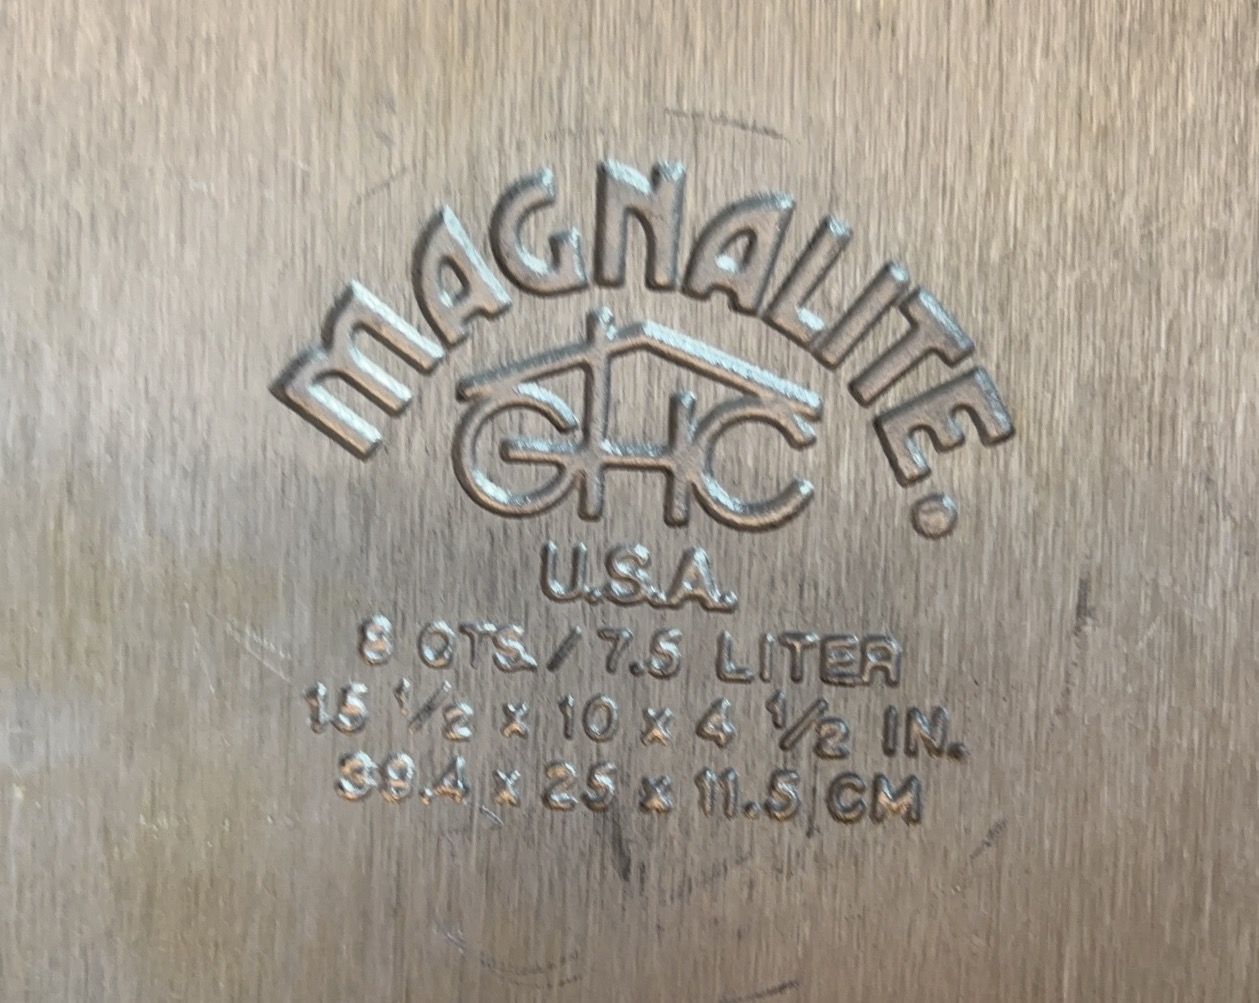 MAGNALITE.
GHC
U.S.A.
8 QTS./7.5 LITER
15 1/2 x 10 x 4 1/2 IN.
39.4 x 25 x 11.5 CM